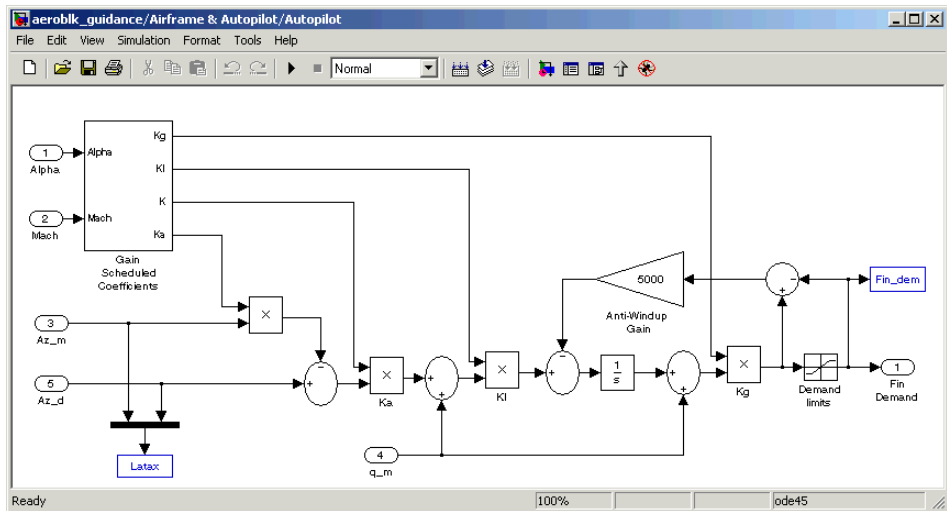 aeroblk_guidance/Airframe & Autopilot/Autopilot
File Edit View Simulation Format Tools Help
Normal
Kg
1
Alpha
Alpha
KI
K
2
Mach
Mach
Ka
Gain
Scheduled
Coefficients
5000
Anti-Windup
Gain
Fin_dem
3
Az_m
×
5
Az_d
×
Ka
×
KI
1
s
×
Kg
Demand
limits
1
Fin
Demand
Latax
4
q_m
Ready
100%
ode45